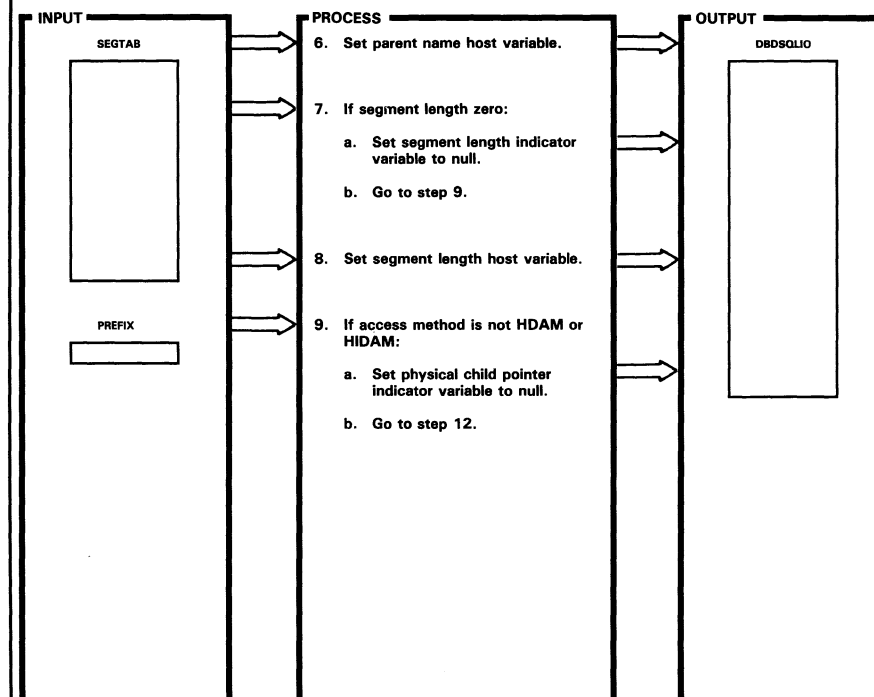 INPUT
SEGTAB
PREFIX
PROCESS
6. Set parent name host variable.
7. If segment length zero:
a. Set segment length indicator
variable to null.
b. Go to step 9.
8. Set segment length host variable.
9. If access method is not HDAM or
HIDAM:
a. Set physical child pointer
indicator variable to null.
b. Go to step 12.
OUTPUT
DBDSQLIO